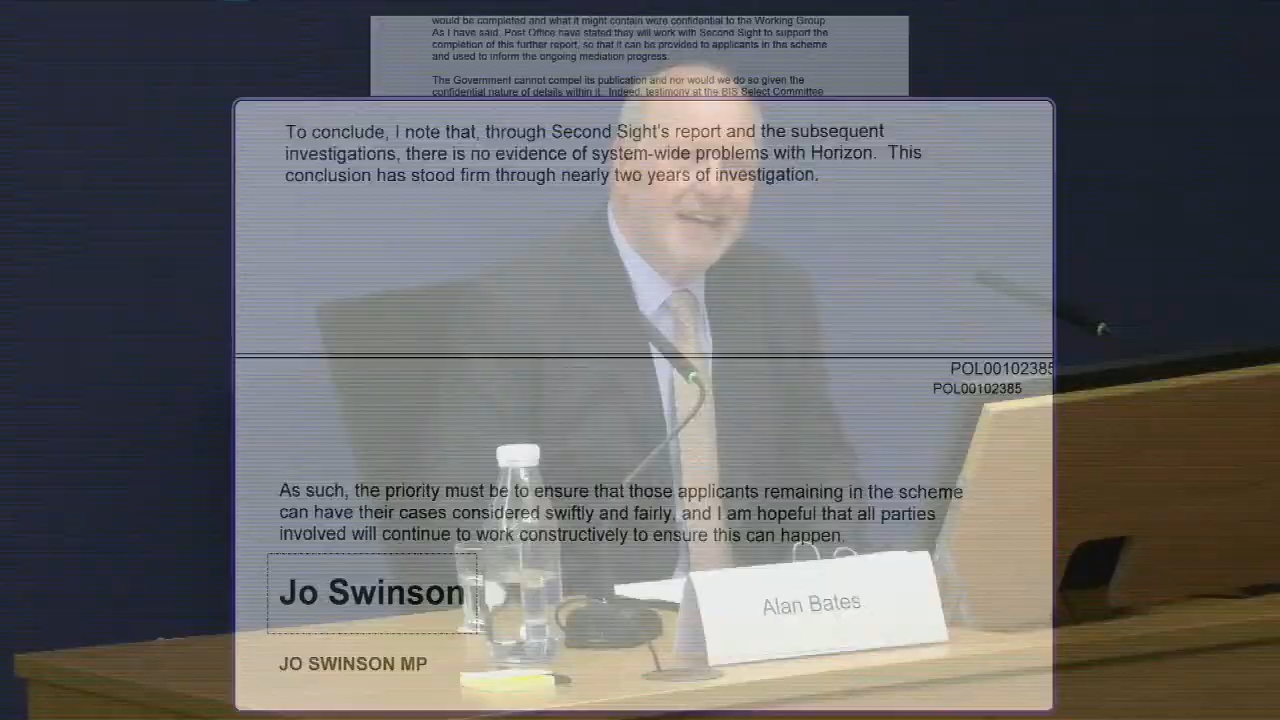 would be completed and what it might contain were confidential to the Working Group
As I have said, Post Office have stated they will work with Second Sight to support the
completion of this further report, so that it can be provided to applicants in the scheme
and used to inform the ongoing mediation progress.
The Government cannot compel its publication and nor would we do so given the
confidential nature of details within it. Indeed, testimony at the BIS Select Committee
To conclude, I note that, through Second Sight's report and the subsequent
investigations, there is no evidence of system-wide problems with Horizon. This
conclusion has stood firm through nearly two years of investigation.
POL00102385
POL00102385
As such, the priority must be to ensure that those applicants remaining in the scheme
can have their cases considered swiftly and fairly, and I am hopeful that all parties
involved will continue to work constructively to ensure this can happen.
Jo Swinson
Alan Bates
JO SWINSON MP